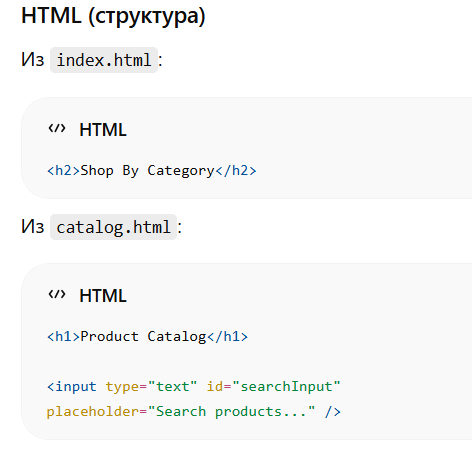 HTML (структура)
Из index.html:
</> HTML
<h2>Shop By Category</h2>
Из catalog.html:
</> HTML
<h1>Product Catalog</h1>
<input type="text" id="searchInput"
placeholder="Search products..." />